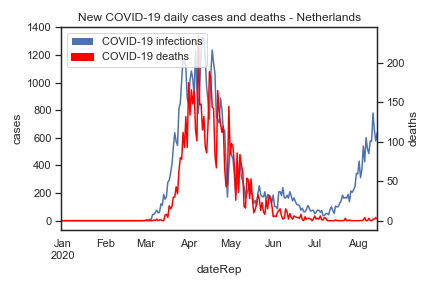 New COVID-19 daily cases and deaths - Netherlands
COVID-19 infections
COVID-19 deaths
1400
1200
1000
800
600
400
200
0
cases
200
150
100
50
0
deaths
Jan Feb Mar Apr May Jun Jul Aug
2020
dateRep